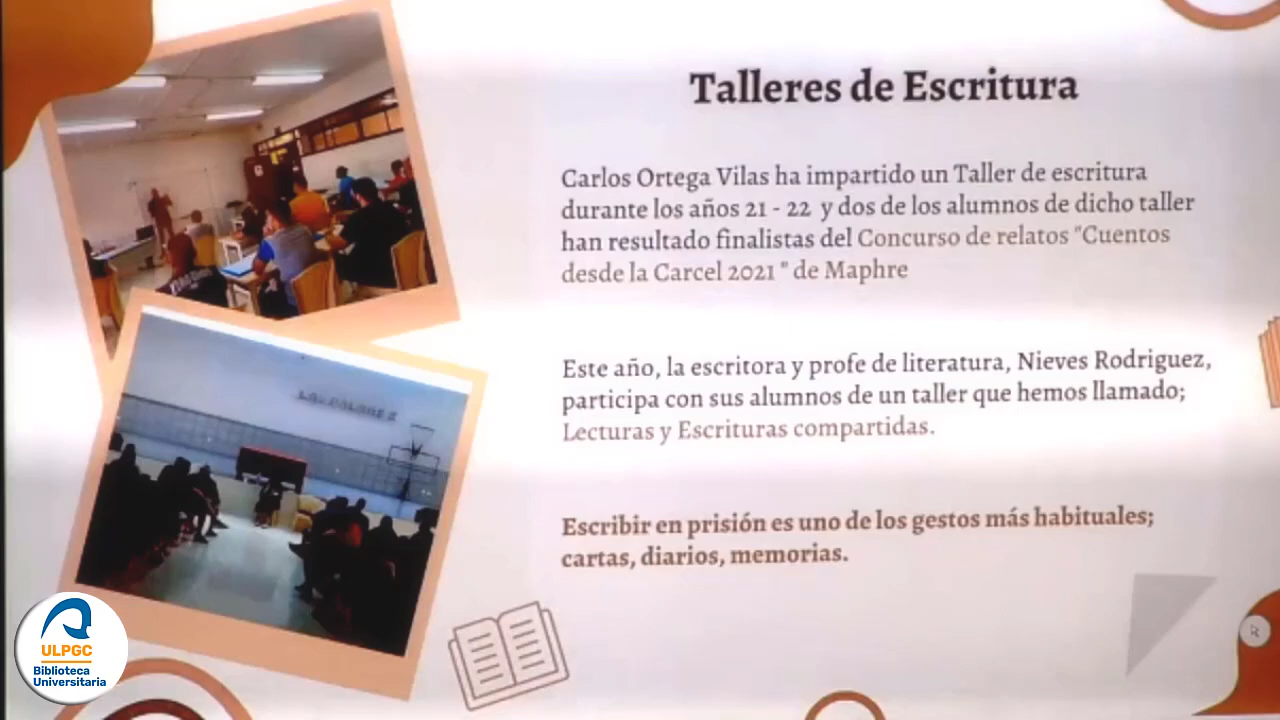 Talleres de Escritura
Carlos Ortega Vilas ha impartido un Taller de escritura
durante los años 21 - 22 y dos de los alumnos de dicho taller
han resultado finalistas del Concurso de relatos "Cuentos
desde la Carcel 2021 " de Maphre
Este año, la escritora y profe de literatura, Nieves Rodriguez,
participa con sus alumnos de un taller que hemos llamado;
Lecturas y Escrituras compartidas.
Escribir en prisión es uno de los gestos más habituales;
cartas, diarios, memorias.
ULPGC
Biblioteca
Universitaria